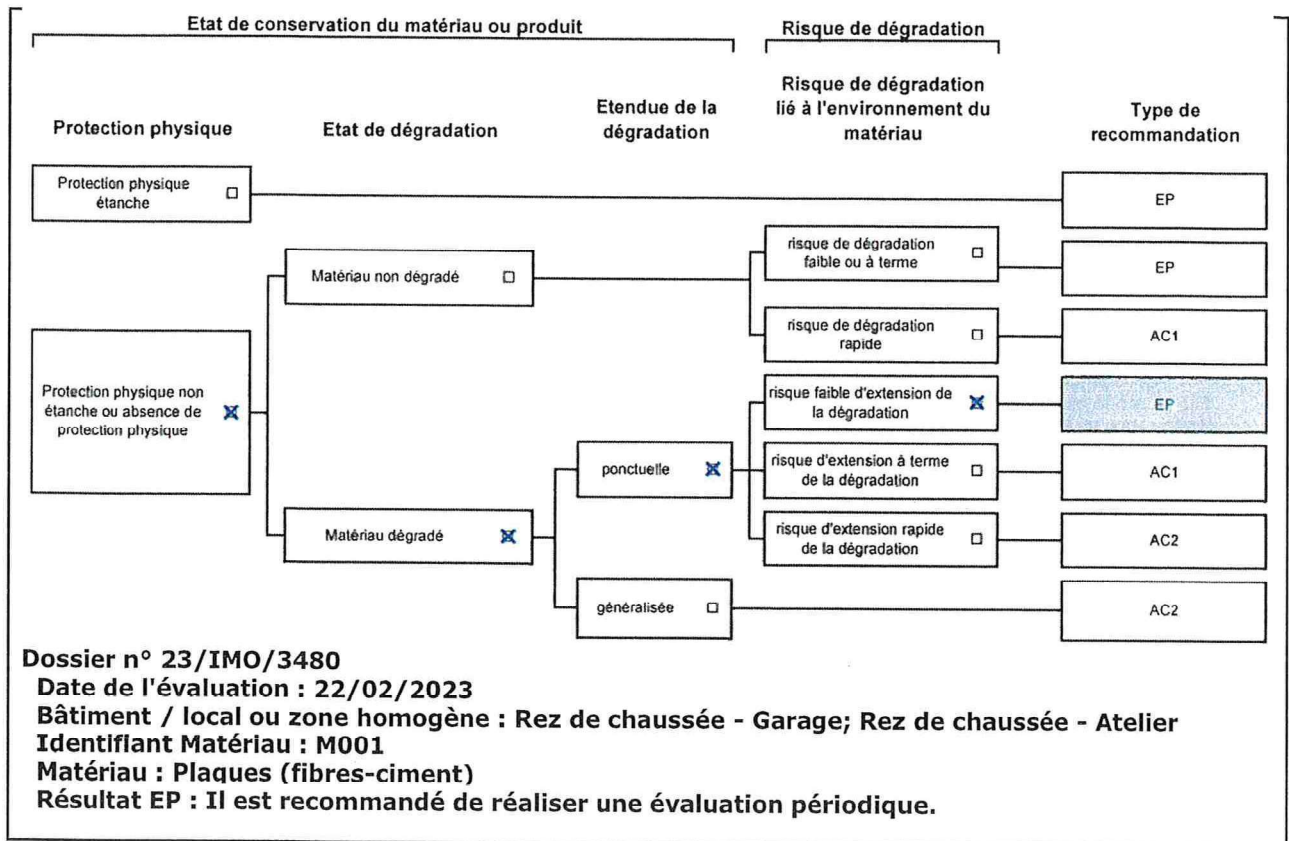 Etat de conservation du matériau ou produit
Risque de dégradation
Protection physique
Etat de dégradation
Etendue de la
dégradation
Risque de dégradation
lié à l'environnement du
matériau
Type de
recommandation
Protection physique
étanche
EP
Matériau non dégradé
risque de dégradation
faible ou à terme
EP
risque de dégradation
rapide
AC1
Protection physique non
étanche ou absence de
protection physique
risque faible d'extension de
la dégradation
EP
ponctuelle
risque d'extension à terme
de la dégradation
AC1
Matériau dégradé
risque d'extension rapide
de la dégradation
AC2
généralisée
AC2
Dossier n° 23/IMO/3480
Date de l'évaluation : 22/02/2023
Bâtiment / local ou zone homogène : Rez de chaussée - Garage; Rez de chaussée - Atelier
Identifiant Matériau : M001
Matériau : Plaques (fibres-ciment)
Résultat EP : Il est recommandé de réaliser une évaluation périodique.